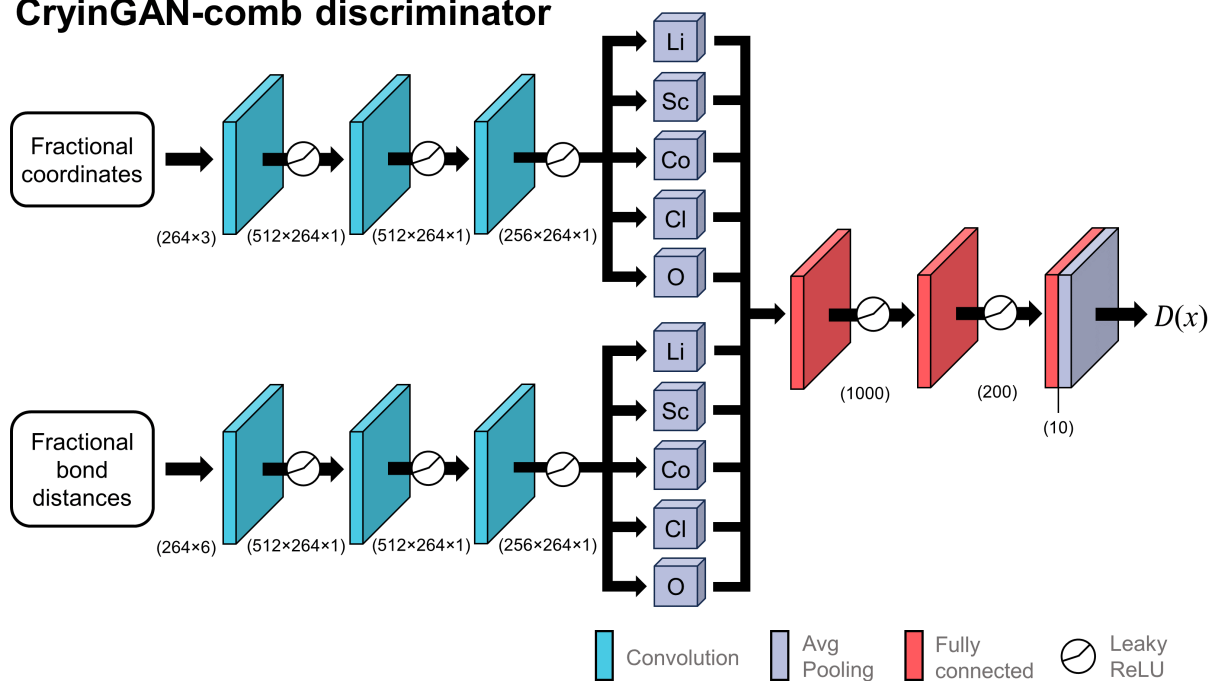 CryinGAN-comb discriminator
Fractional
coordinates
(264×3)
(512×264×1)
(512×264×1)
(256×264×1)
Li
Sc
Co
Cl
O
Fractional
bond
distances
(264×6)
(512×264×1)
(512×264×1)
(256×264×1)
Li
Sc
Co
Cl
O
(1000)
(200)
(10)
D(x)
Convolution
Avg
Pooling
Fully
connected
Leaky
ReLU